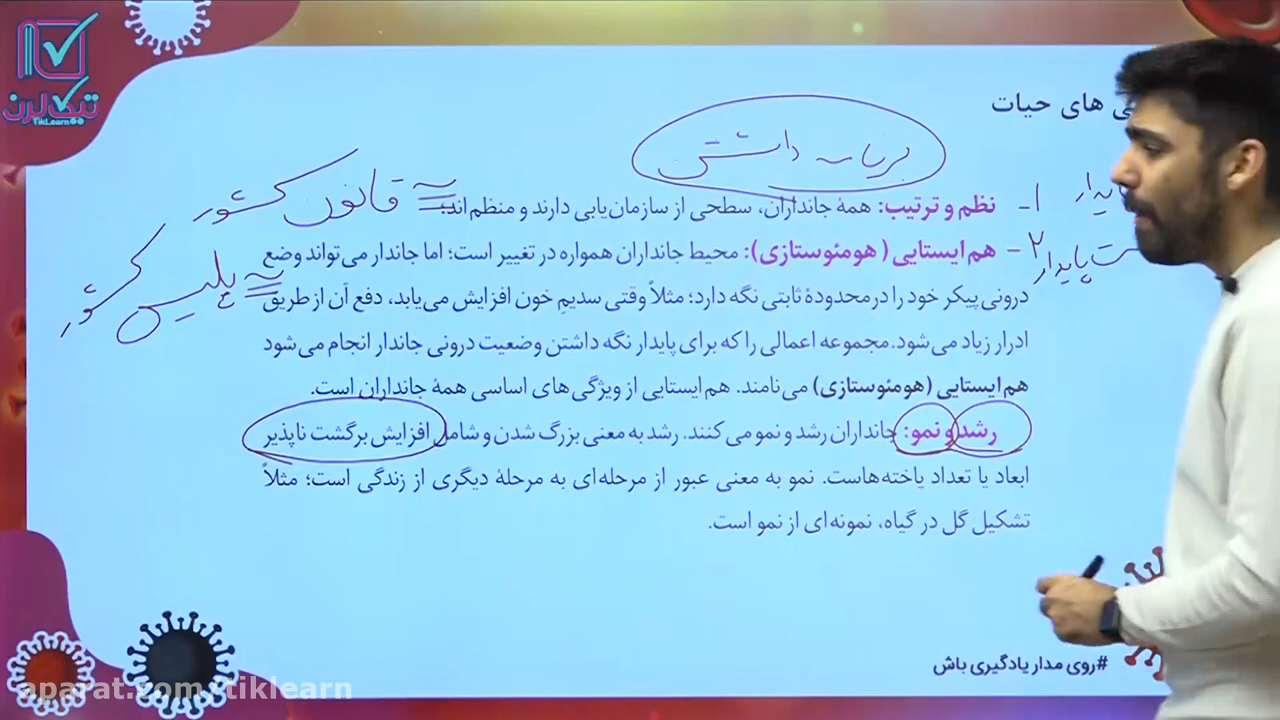 تیک لرن
TikLearn
ی های حیات
برنامه داشتن
۱- نظم و ترتیب: همهٔ جانداران، سطحی از سازمان‌یابی دارند و منظم‌اند؛ قانون کشور
پایدار
۲- هم‌ایستایی (هومئوستازی): محیط جانداران همواره در تغییر است؛ اما جاندار می‌تواند وضع
پلیس کشور
ت پایدار
درونی پیکر خود را در محدودهٔ ثابتی نگه دارد؛ مثلاً وقتی سدیم خون افزایش می‌یابد، دفع آن از طریق
ادرار زیاد می‌شود. مجموعه اعمالی را که برای پایدار نگه داشتن وضعیت درونی جاندار انجام می‌شود
هم‌ایستایی (هومئوستازی) می‌نامند. هم‌ایستایی از ویژگی‌های اساسی همهٔ جانداران است.
رشد و نمو: جانداران رشد و نمو می‌کنند. رشد به معنی بزرگ شدن و شامل افزایش برگشت ناپذیر
ابعاد یا تعداد یاخته‌هاست. نمو به معنی عبور از مرحله‌ای به مرحلهٔ دیگری از زندگی است؛ مثلاً
تشکیل گل در گیاه، نمونه‌ای از نمو است.
#روی مدار یادگیری باش
aparat.com/tiklearn